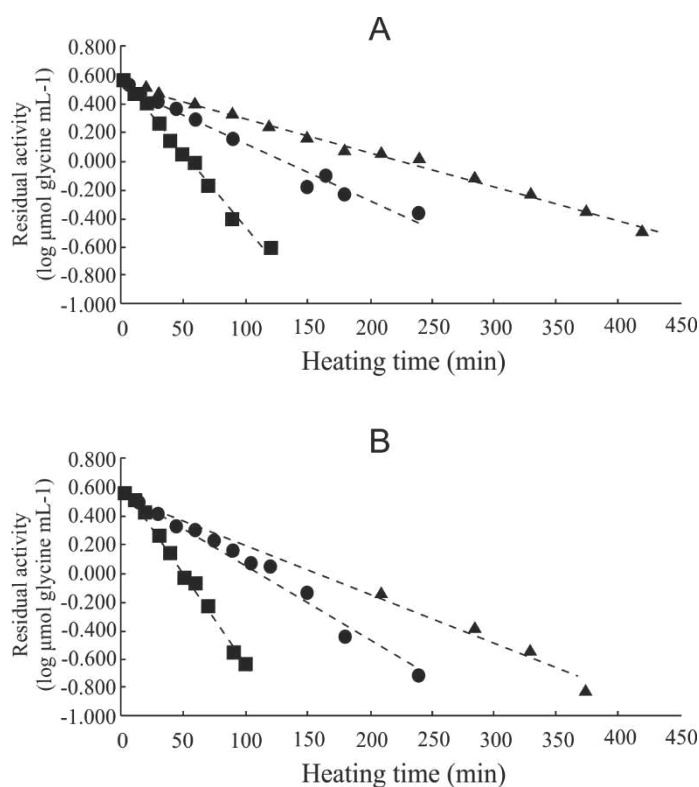 A
0.800
0.600
0.400
0.200
0.000
-0.200
-0.400
-0.600
-0.800
-1.000
Residual activity
(log μmol glycine mL-1)
0 50 100 150 200 250 300 350 400 450
Heating time (min)
B
0.800
0.600
0.400
0.200
0.000
-0.200
-0.400
-0.600
-0.800
-1.000
Residual activity
(log μmol glycine mL-1)
0 50 100 150 200 250 300 350 400 450
Heating time (min)